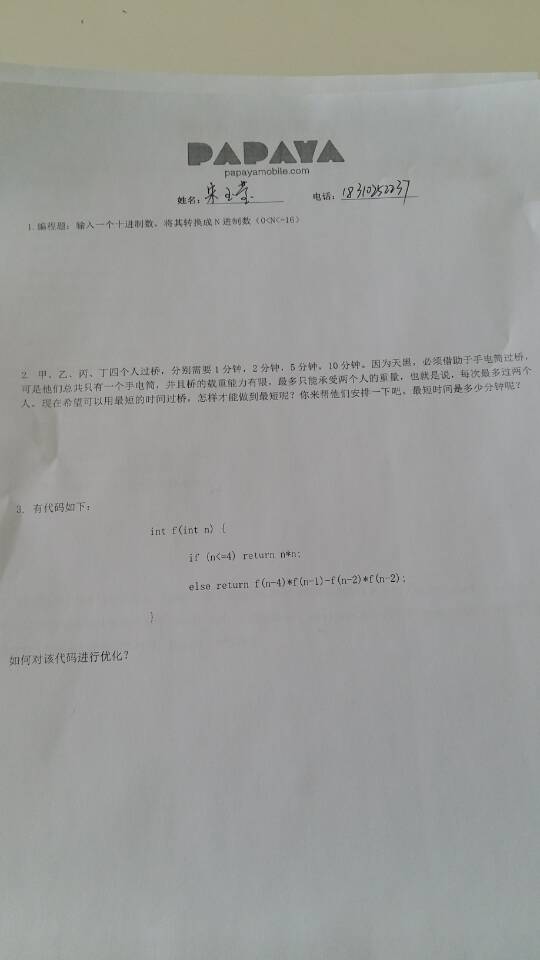 PAPAYA
papayamobile.com
姓名：宋玉莹 电话：18310252237
1.编程题：输入一个十进制数，将其转换成 N 进制数（0<N<=16）
2. 甲、乙、丙、丁四个人过桥，分别需要 1 分钟，2 分钟，5 分钟，10 分钟。因为天黑，必须借助于手电筒过桥，
可是他们总共只有一个手电筒，并且桥的载重能力有限，最多只能承受两个人的重量，也就是说，每次最多过两个
人。现在希望可以用最短的时间过桥，怎样才能做到最短呢？你来帮他们安排一下吧。最短时间是多少分钟呢？
3. 有代码如下：
int f(int n) {
if (n<=4) return n*n;
else return f(n-4)*f(n-1)-f(n-2)*f(n-2);
}
如何对该代码进行优化？